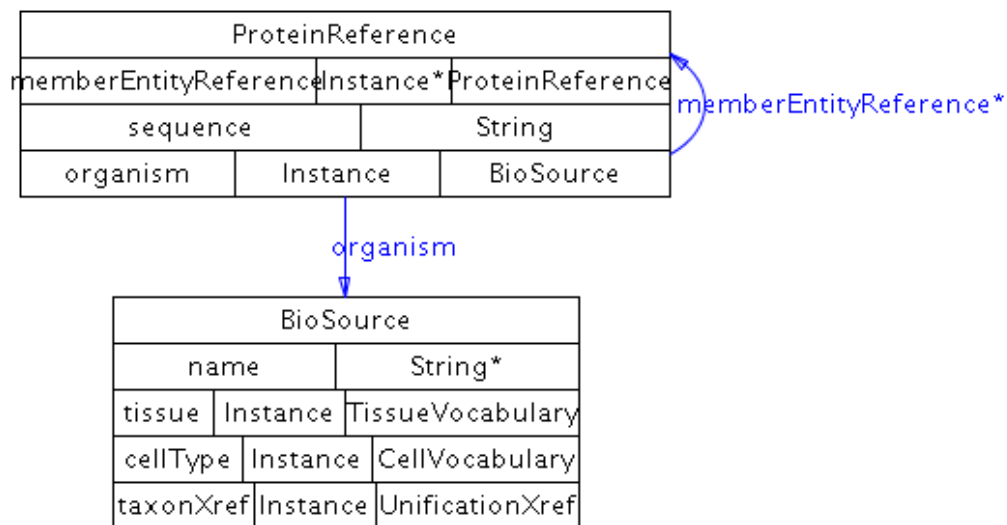 ProteinReference
memberEntityReference Instance* ProteinReference
memberEntityReference*
sequence String
organism Instance BioSource
organism
BioSource
name String*
tissue Instance TissueVocabulary
cellType Instance CellVocabulary
taxonXref Instance UnificationXref